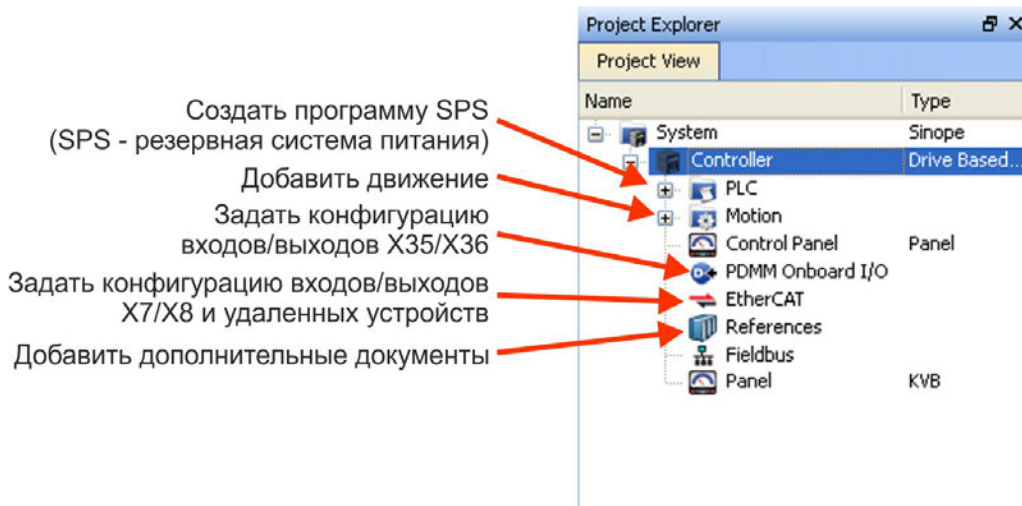 Project Explorer
Project View
Name Type
Создать программу SPS
(SPS - резервная система питания)
Добавить движение
Задать конфигурацию
входов/выходов X35/X36
Задать конфигурацию входов/выходов
X7/X8 и удаленных устройств
Добавить дополнительные документы
System Sinope
Controller Drive Based...
PLC
Motion
Control Panel Panel
PDMM Onboard I/O
EtherCAT
References
Fieldbus
Panel KVB